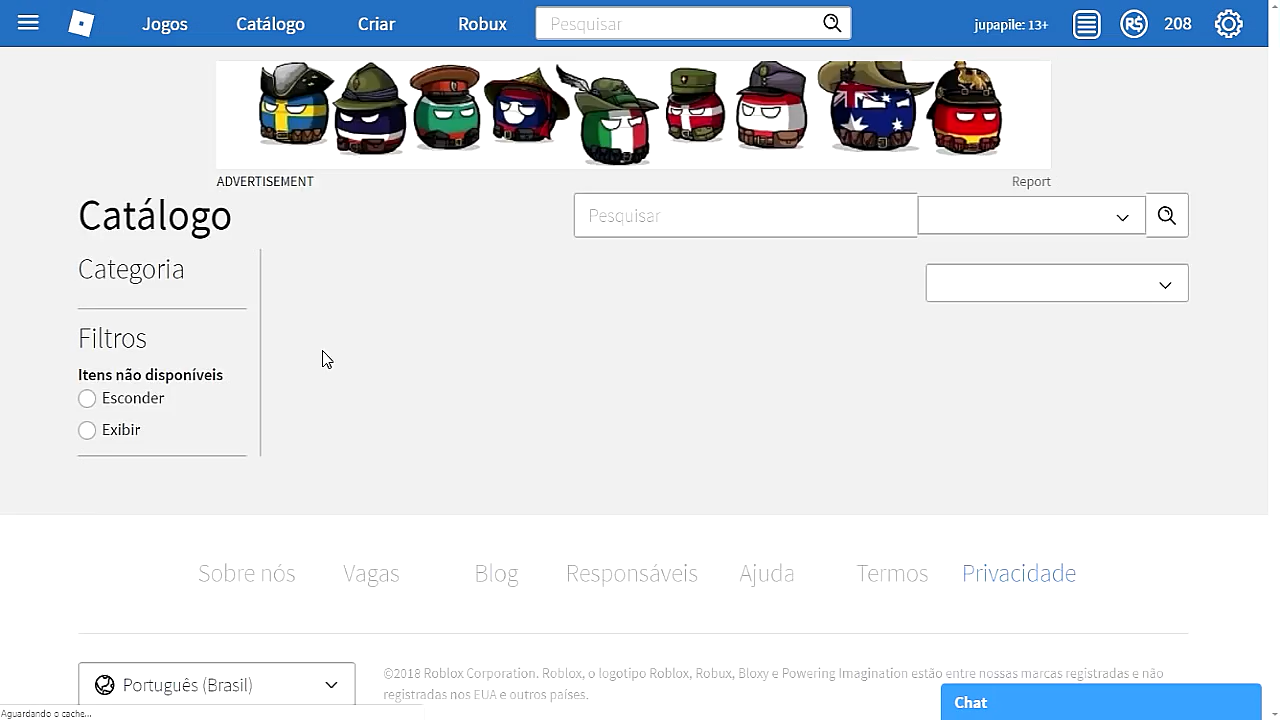 Jogos Catálogo Criar Robux Pesquisar jupapile: 13+ R$ 208
ADVERTISEMENT Report
Catálogo Pesquisar
Categoria
Filtros
Itens não disponíveis
Esconder
Exibir
Sobre nós Vagas Blog Responsáveis Ajuda Termos Privacidade
Português (Brasil)
©2018 Roblox Corporation. Roblox, o logotipo Roblox, Robux, Bloxy e Powering Imagination estão entre nossas marcas registradas e não
registradas nos EUA e outros países.
Chat
Aguardando o cache...